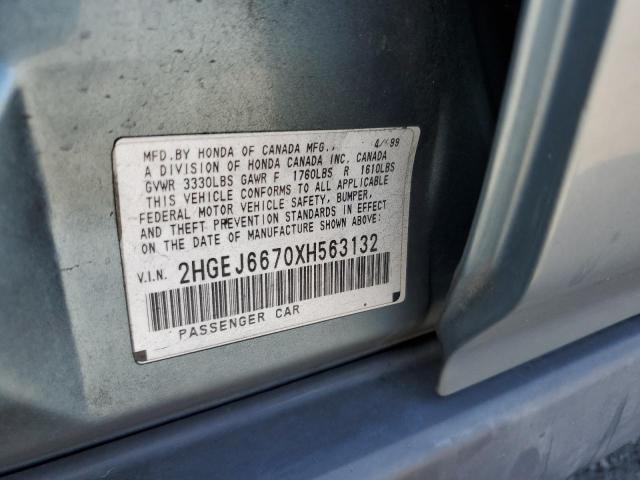 MFD.BY HONDA OF CANADA MFG., 4/99
A DIVISION OF HONDA CANADA INC, CANADA
GVWR 3330LBS GAWR F 1760LBS R 1610LBS
THIS VEHICLE CONFORMS TO ALL APPLICABLE
FEDERAL MOTOR VEHICLE SAFETY, BUMPER,
AND THEFT PREVENTION STANDARDS IN EFFECT
ON THE DATE OF MANUFACTURE SHOWN ABOVE:
V.I.N. 2HGEJ6670XH563132
PASSENGER CAR